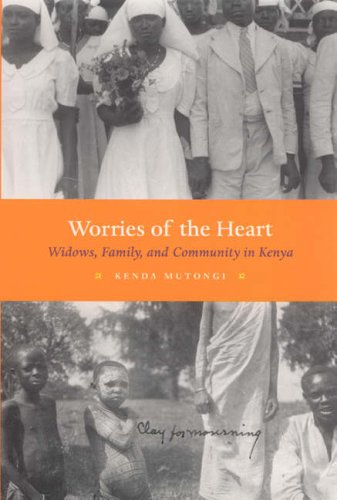 Worries of the Heart
Widows, Family, and Community in Kenya
KENDA MUTONGI
Clay for mourning